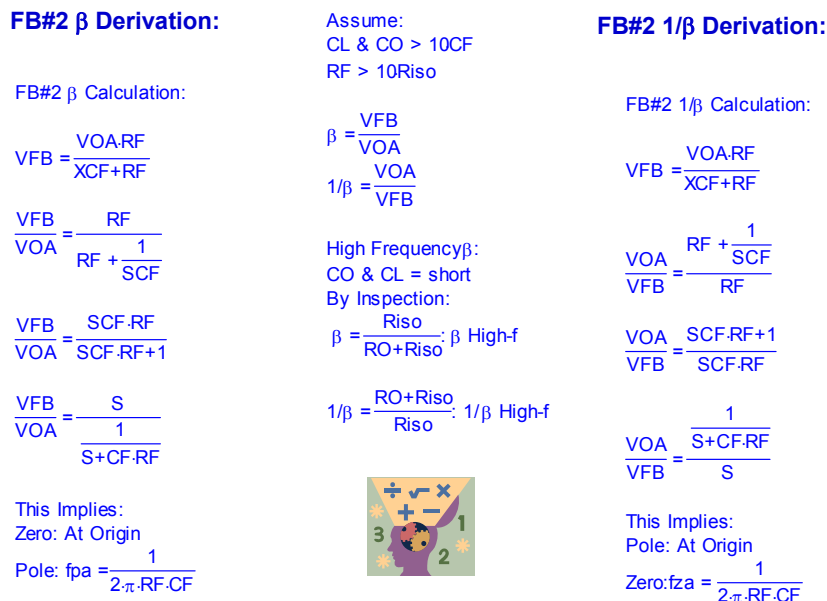 FB#2 β Derivation:
FB#2 β Calculation:
VFB = VOA·RF / XCF+RF
VFB / VOA = RF / RF + 1 / SCF
VFB / VOA = SCF·RF / SCF·RF+1
VFB / VOA = S / 1 / S+CF·RF
This Implies:
Zero: At Origin
Pole: fpa = 1 / 2·π·RF·CF
Assume:
CL & CO > 10CF
RF > 10Riso
β = VFB / VOA
1/β = VOA / VFB
High Frequencyβ:
CO & CL = short
By Inspection:
β = Riso / RO+Riso : β High-f
1/β = RO+Riso / Riso : 1/β High-f
÷ √ ×
+ −
3 1
2
FB#2 1/β Derivation:
FB#2 1/β Calculation:
VFB = VOA·RF / XCF+RF
VOA / VFB = RF + 1 / SCF / RF
VOA / VFB = SCF·RF+1 / SCF·RF
VOA / VFB = 1 / S+CF·RF / S
This Implies:
Pole: At Origin
Zero:fza = 1 / 2·π·RF·CF